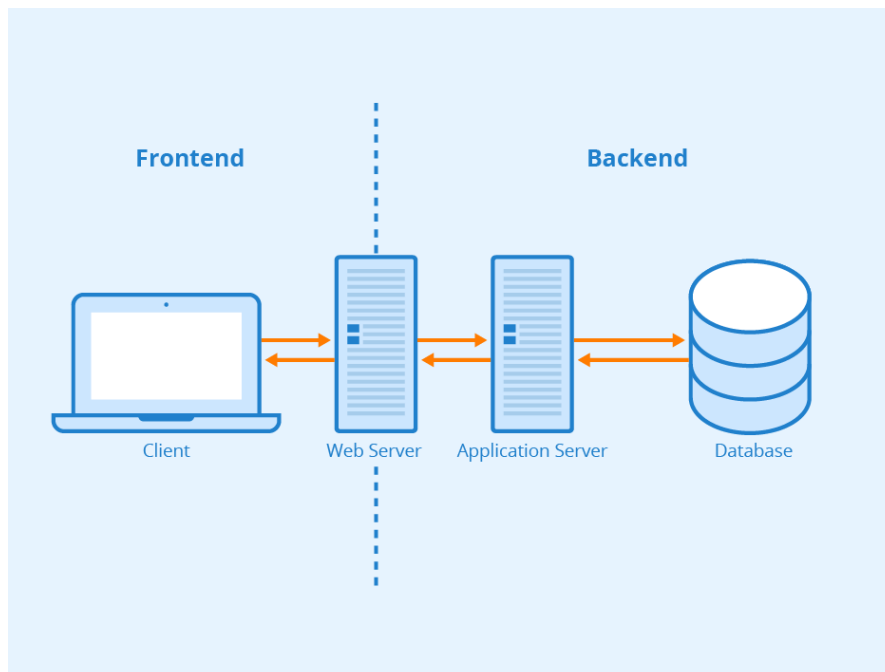 Frontend
Backend
Client
Web Server
Application Server
Database